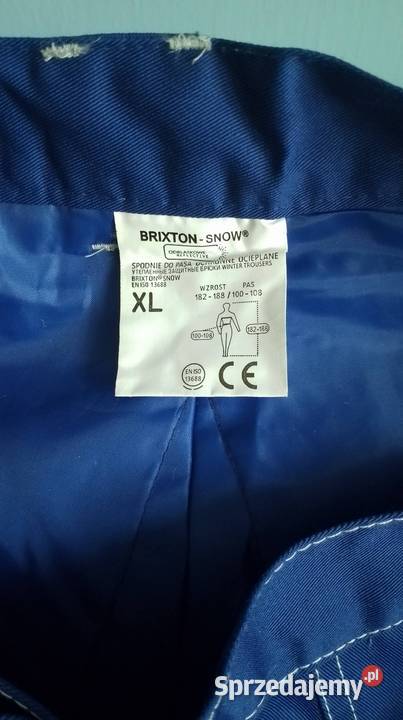 BRIXTON-SNOW®
ODBLASKOWE
REFLECTIVE
SPODNIE DO PASA OCHRONNE OCIEPLANE
УТЕПЛЕННЫЕ ЗАЩИТНЫЕ БРЮКИ WINTER TROUSERS
BRIXTON® SNOW
EN ISO 13688
WZROST PAS
XL 182-188 / 100-108
100-108 182-188
EN ISO
13688
CE
Sprzedajemy.pl